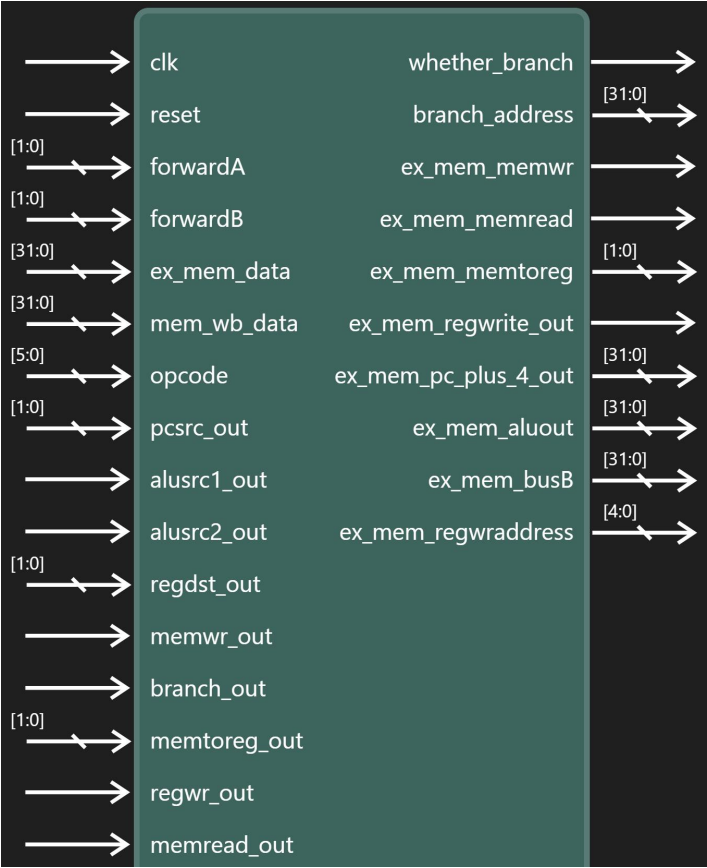 clk whether_branch
[31:0]
reset branch_address
[1:0]
forwardA ex_mem_memwr
[1:0]
forwardB ex_mem_memread
[31:0] [1:0]
ex_mem_data ex_mem_memtoreg
[31:0]
mem_wb_data ex_mem_regwrite_out
[5:0] [31:0]
opcode ex_mem_pc_plus_4_out
[1:0] [31:0]
pcsrc_out ex_mem_aluout
[31:0]
alusrc1_out ex_mem_busB
[4:0]
alusrc2_out ex_mem_regwraddress
[1:0]
regdst_out
memwr_out
branch_out
[1:0]
memtoreg_out
regwr_out
memread_out